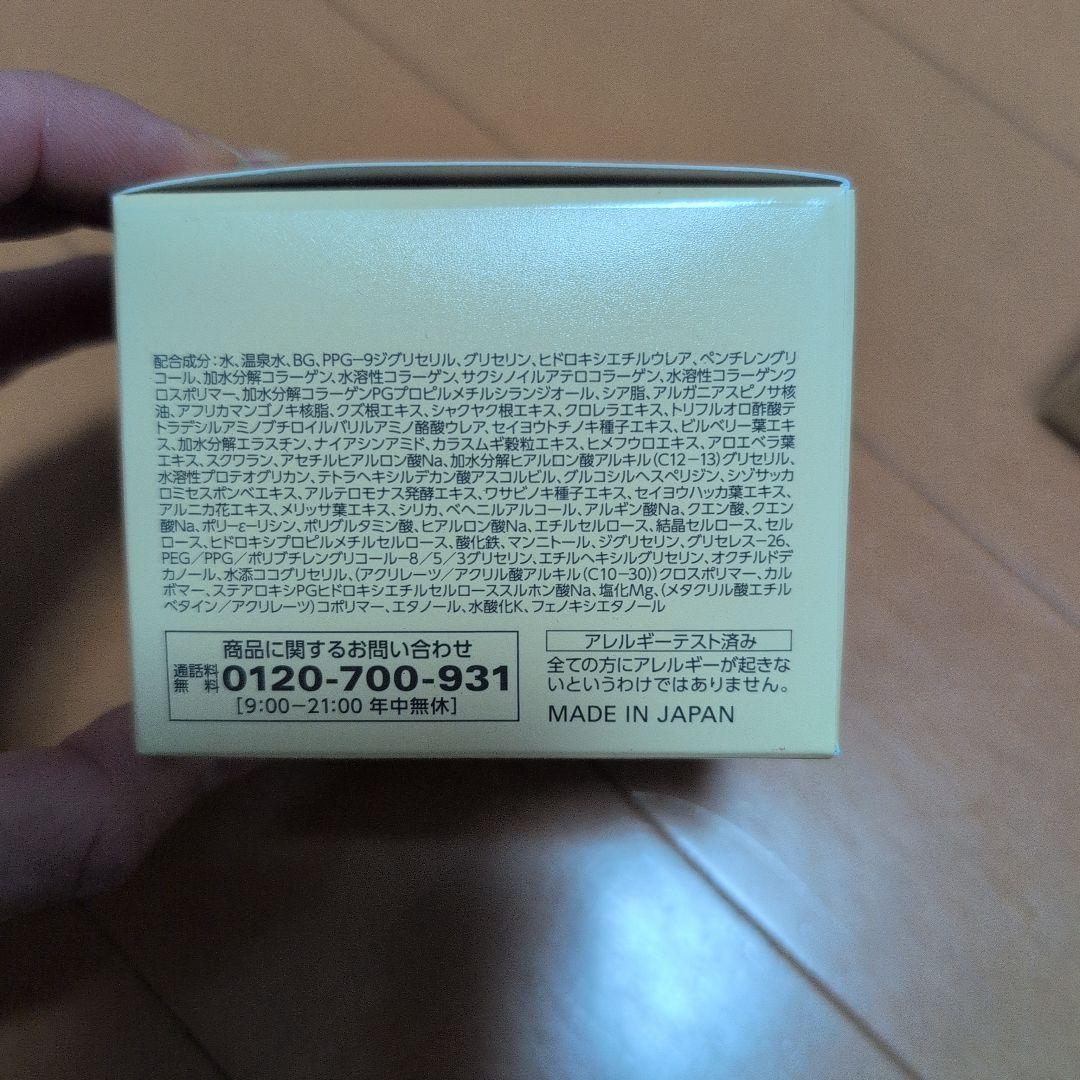 配合成分：水、温泉水、BG、PPG−9ジグリセリル、グリセリン、ヒドロキシエチルウレア、ペンチレングリ
コール、加水分解コラーゲン、水溶性コラーゲン、サクシノイルアテロコラーゲン、水溶性コラーゲンク
ロスポリマー、加水分解コラーゲンPGプロピルメチルシランジオール、シア脂、アルガニアスピノサ核
油、アフリカマンゴノキ核脂、クズ根エキス、シャクヤク根エキス、クロレラエキス、トリフルオロ酢酸テ
トラデシルアミノブチロイルバリルアミノ酪酸ウレア、セイヨウトチノキ種子エキス、ビルベリー葉エキ
ス、加水分解エラスチン、ナイアシンアミド、カラスムギ穀粒エキス、ヒメフウロエキス、アロエベラ葉
エキス、スクワラン、アセチルヒアルロン酸Na、加水分解ヒアルロン酸アルキル(C12−13)グリセリル、
水溶性プロテオグリカン、テトラヘキシルデカン酸アスコルビル、グルコシルヘスペリジン、シゾサッカ
ロミセスポンベエキス、アルテロモナス発酵エキス、ワサビノキ種子エキス、セイヨウハッカ葉エキス、
アルニカ花エキス、メリッサ葉エキス、シリカ、ベヘニルアルコール、アルギン酸Na、クエン酸、クエン
酸Na、ポリ−ε−リシン、ポリグルタミン酸、ヒアルロン酸Na、エチルセルロース、結晶セルロース、セル
ロース、ヒドロキシプロピルメチルセルロース、酸化鉄、マンニトール、ジグリセリン、グリセレス−26、
PEG／PPG／ポリブチレングリコール−8／5／3グリセリン、エチルヘキシルグリセリン、オクチルドデ
カノール、水添ココグリセリル、(アクリレーツ／アクリル酸アルキル(C10−30))クロスポリマー、カル
ボマー、ステアロキシPGヒドロキシエチルセルローススルホン酸Na、塩化Mg、(メタクリル酸エチル
ベタイン／アクリレーツ)コポリマー、エタノール、水酸化K、フェノキシエタノール
商品に関するお問い合わせ
通話料無料 0120-700-931
[9:00−21:00 年中無休]
アレルギーテスト済み
全ての方にアレルギーが起きな
いというわけではありません。
MADE IN JAPAN